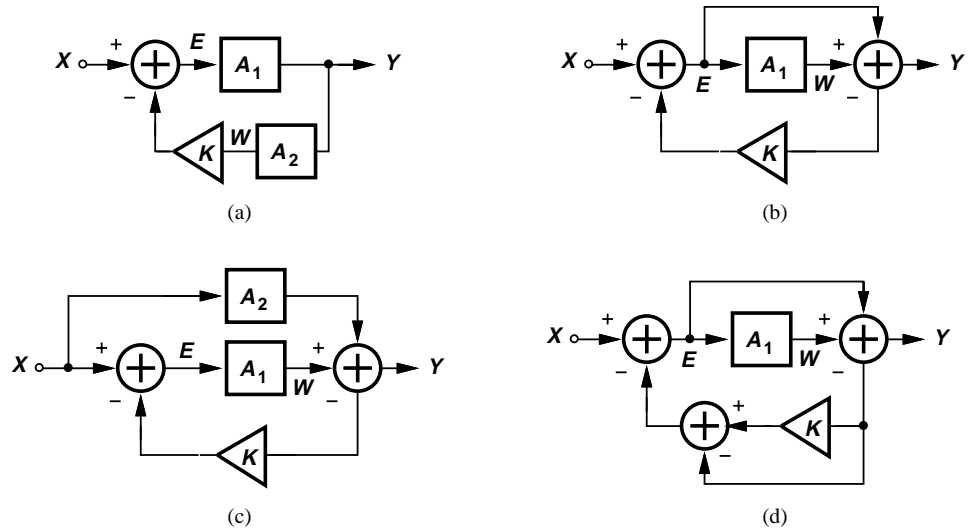 X + E A1 Y
− K W A2
(a)
X + E A1 W + Y
− −
K
(b)
A2
X + E A1 + W Y
− −
K
(c)
X + E A1 + W Y
− −
+ K
−
(d)